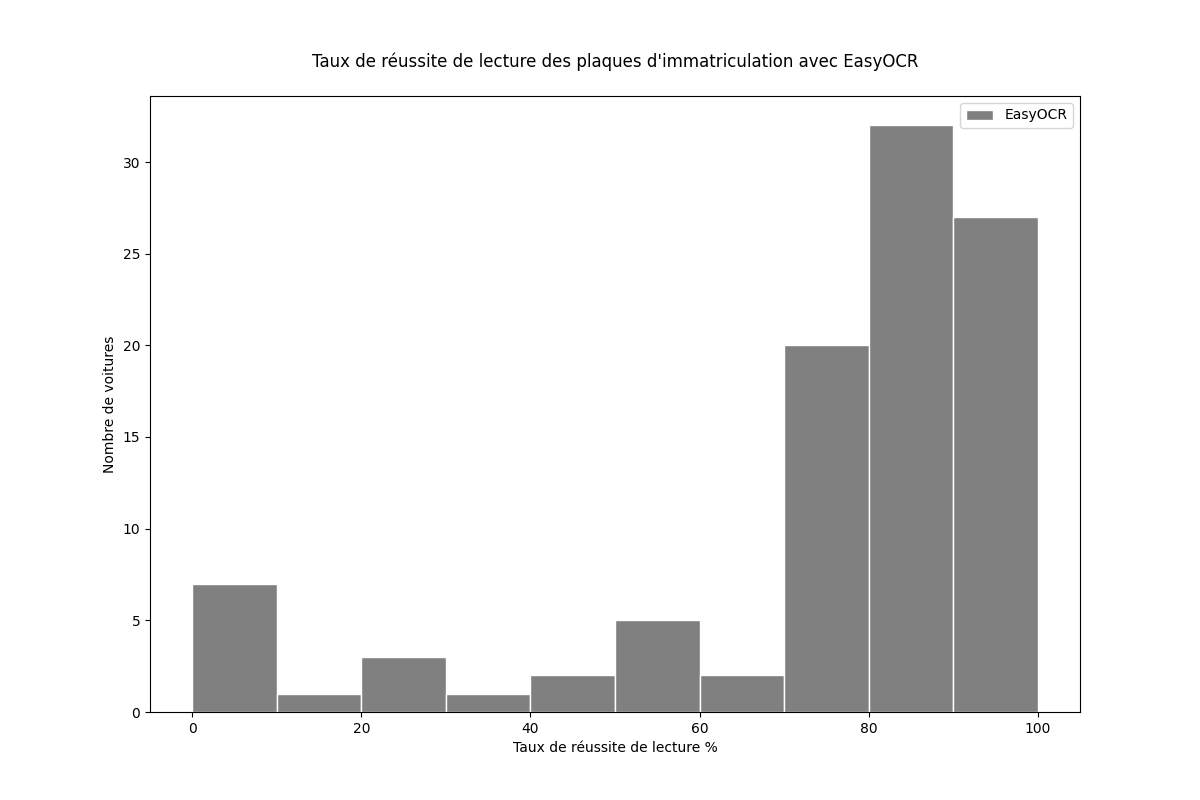 Taux de réussite de lecture des plaques d'immatriculation avec EasyOCR
EasyOCR
30
25
20
15
10
5
0
Nombre de voitures
0 20 40 60 80 100
Taux de réussite de lecture %